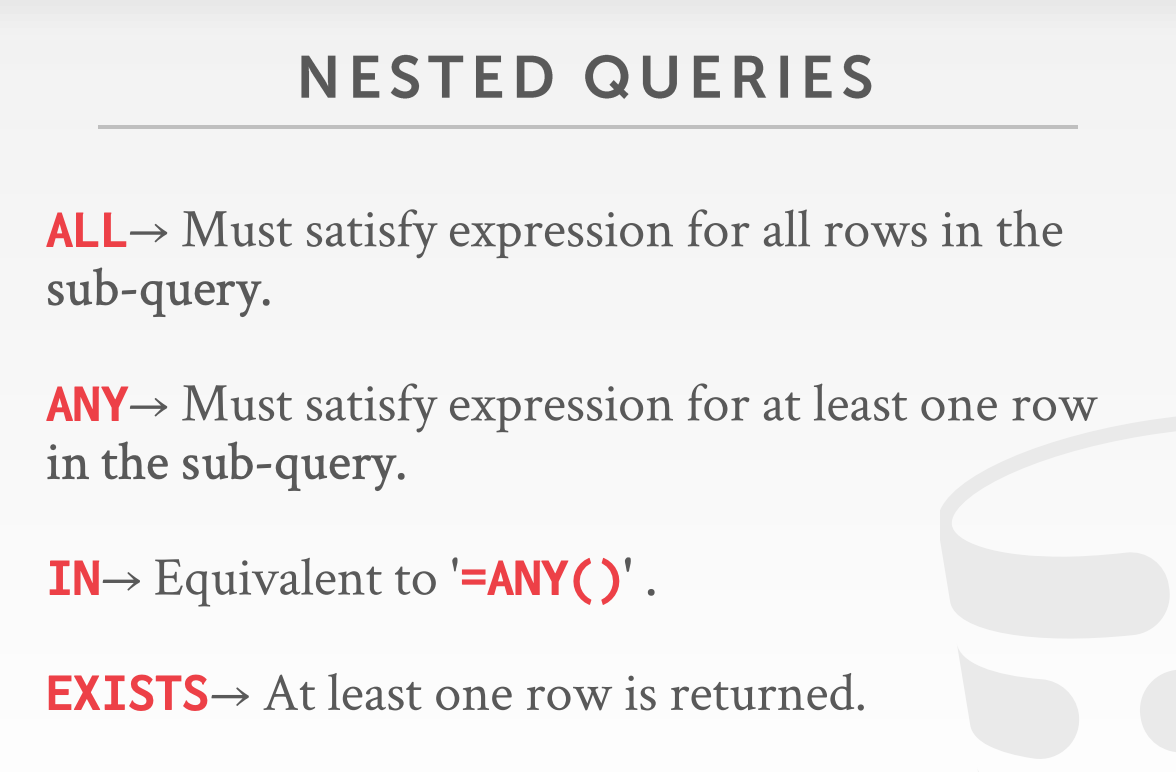 NESTED QUERIES
ALL→ Must satisfy expression for all rows in the
sub-query.
ANY→ Must satisfy expression for at least one row
in the sub-query.
IN→ Equivalent to '=ANY()' .
EXISTS→ At least one row is returned.